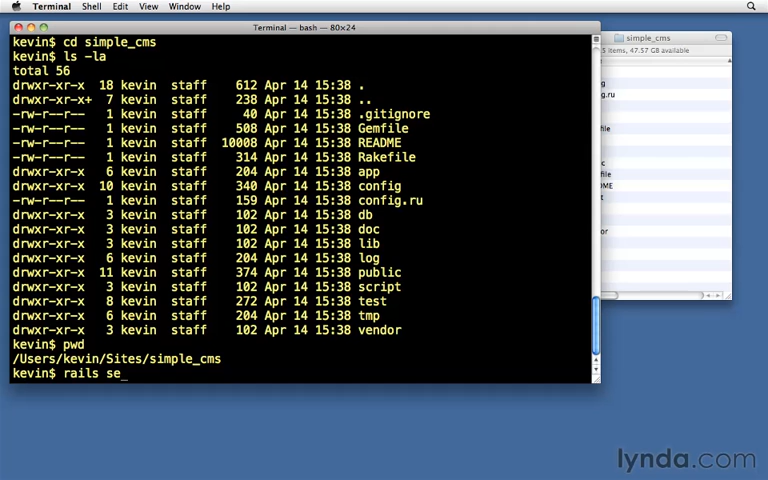 Terminal Shell Edit View Window Help
Terminal — bash — 80×24
kevin$ cd simple_cms
kevin$ ls -la
total 56
drwxr-xr-x 18 kevin staff 612 Apr 14 15:38 .
drwxr-xr-x+ 7 kevin staff 238 Apr 14 15:38 ..
-rw-r--r-- 1 kevin staff 40 Apr 14 15:38 .gitignore
-rw-r--r-- 1 kevin staff 508 Apr 14 15:38 Gemfile
-rw-r--r-- 1 kevin staff 10008 Apr 14 15:38 README
-rw-r--r-- 1 kevin staff 314 Apr 14 15:38 Rakefile
drwxr-xr-x 6 kevin staff 204 Apr 14 15:38 app
drwxr-xr-x 10 kevin staff 340 Apr 14 15:38 config
-rw-r--r-- 1 kevin staff 159 Apr 14 15:38 config.ru
drwxr-xr-x 3 kevin staff 102 Apr 14 15:38 db
drwxr-xr-x 3 kevin staff 102 Apr 14 15:38 doc
drwxr-xr-x 3 kevin staff 102 Apr 14 15:38 lib
drwxr-xr-x 6 kevin staff 204 Apr 14 15:38 log
drwxr-xr-x 11 kevin staff 374 Apr 14 15:38 public
drwxr-xr-x 3 kevin staff 102 Apr 14 15:38 script
drwxr-xr-x 8 kevin staff 272 Apr 14 15:38 test
drwxr-xr-x 6 kevin staff 204 Apr 14 15:38 tmp
drwxr-xr-x 3 kevin staff 102 Apr 14 15:38 vendor
kevin$ pwd
/Users/kevin/Sites/simple_cms
kevin$ rails se_
simple_cms
items, 47.57 GB available
lynda.com